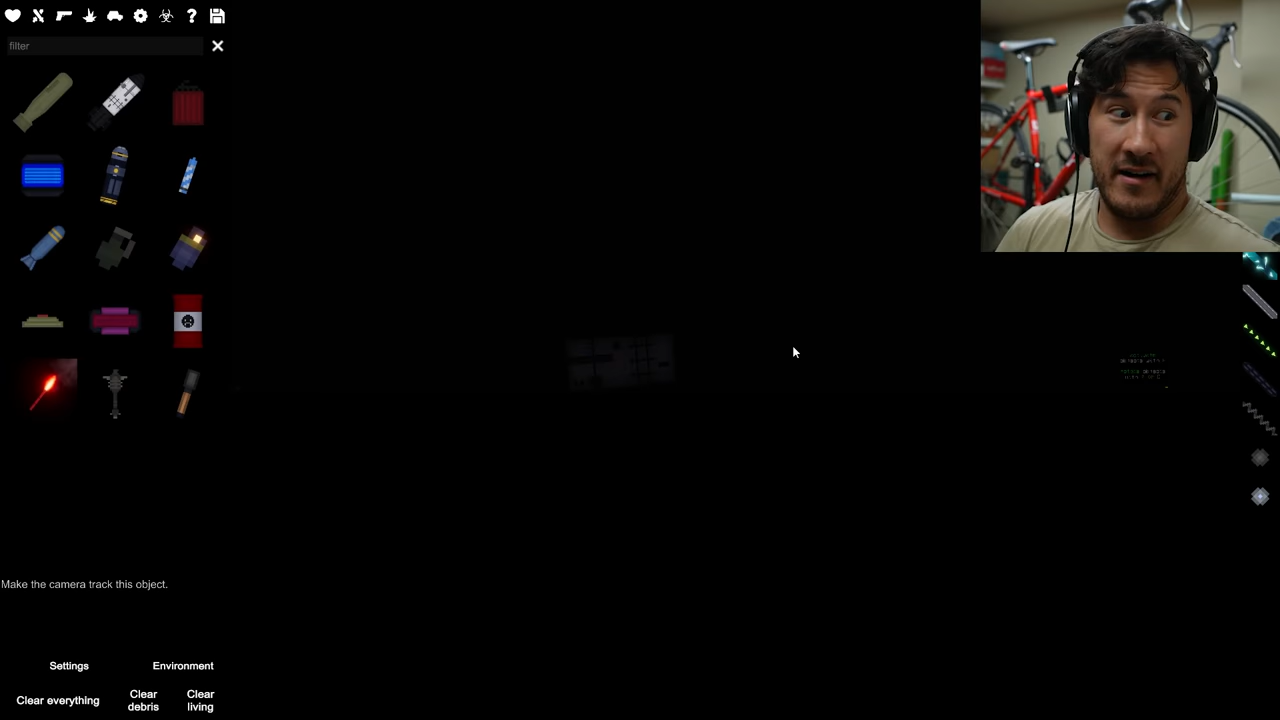 filter
Make the camera track this object.
Settings
Environment
Clear everything
Clear debris
Clear living